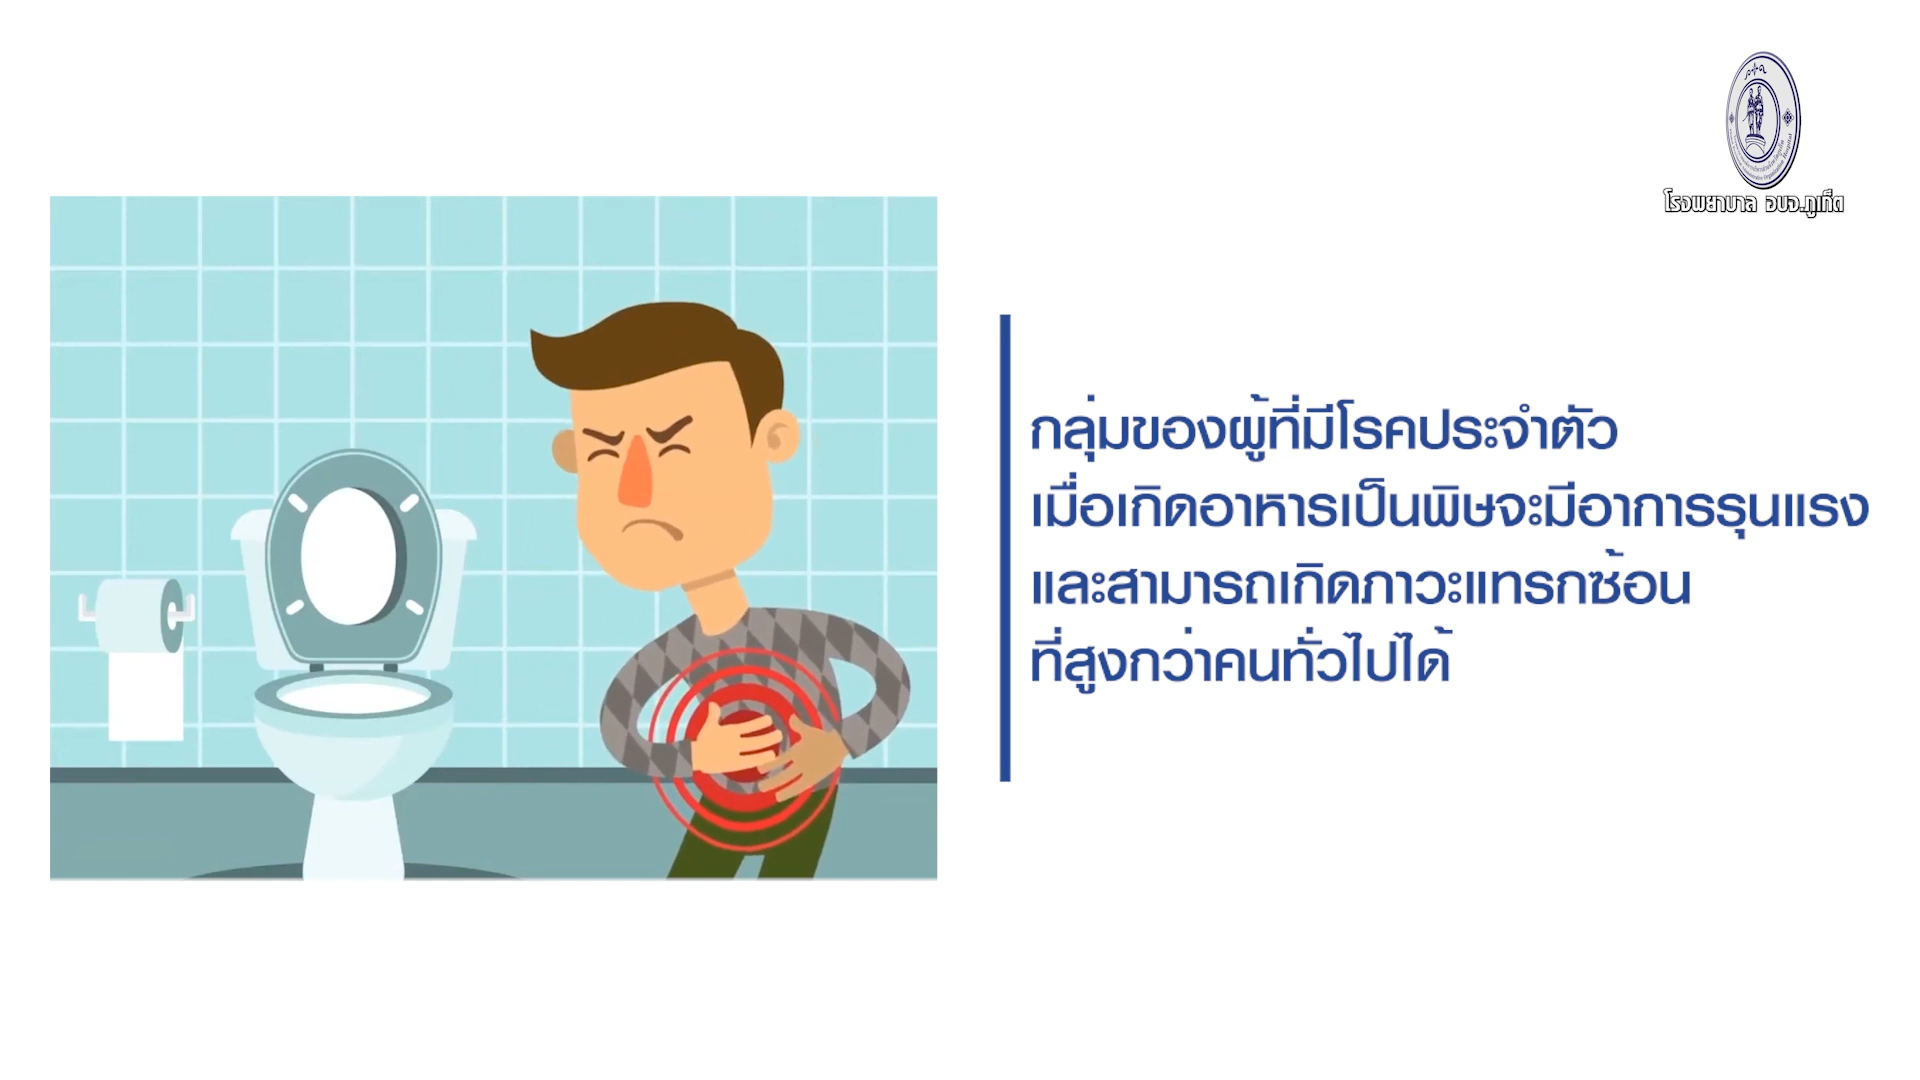 โรงพยาบาล อบจ.ภูเก็ต
กลุ่มของผู้ที่มีโรคประจำตัว
เมื่อเกิดอาหารเป็นพิษจะมีอาการรุนแรง
และสามารถเกิดภาวะแทรกซ้อน
ที่สูงกว่าคนทั่วไปได้